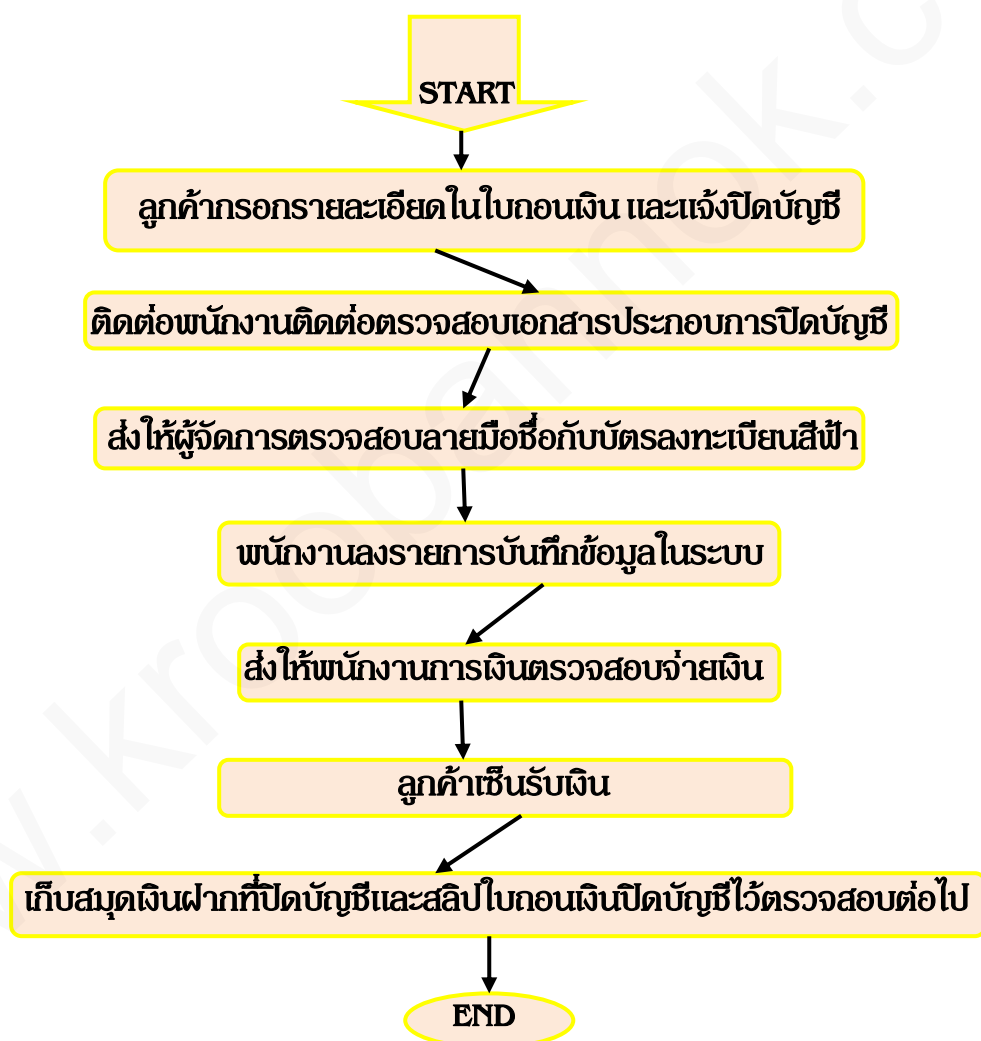 START
ลูกค้ากรอกรายละเอียดในใบถอนเงิน และแจ้งปิดบัญชี
ติดต่อพนักงานติดต่อตรวจสอบเอกสารประกอบการปิดบัญชี
ส่งให้ผู้จัดการตรวจสอบลายมือชื่อกับบัตรลงทะเบียนสีฟ้า
พนักงานลงรายการบันทึกข้อมูลในระบบ
ส่งให้พนักงานการเงินตรวจสอบจ่ายเงิน
ลูกค้าเซ็นรับเงิน
เก็บสมุดเงินฝากที่ปิดบัญชีและสลิปใบถอนเงินปิดบัญชีไว้ตรวจสอบต่อไป
END